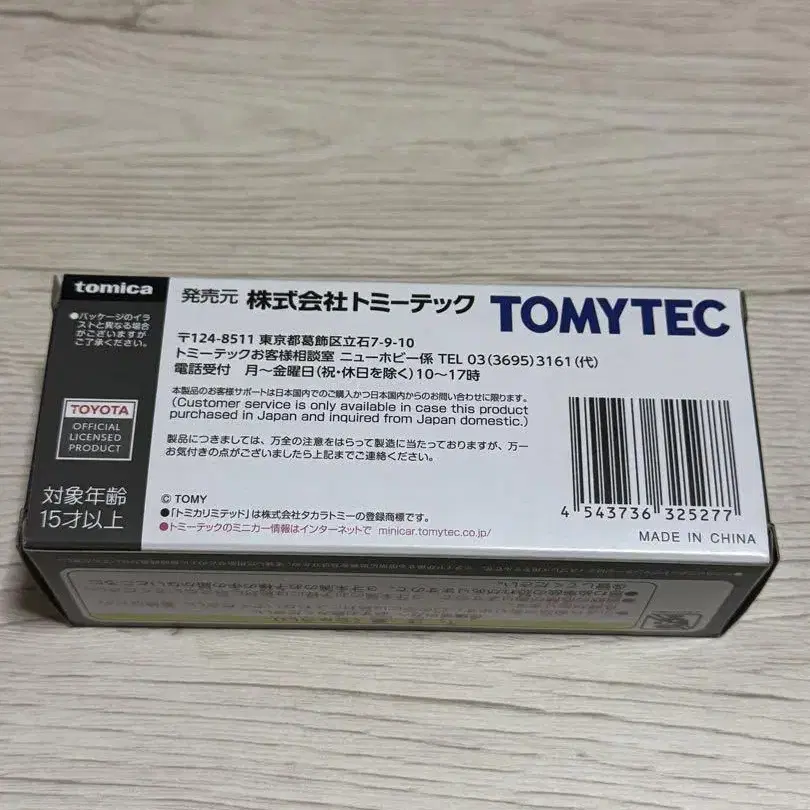 tomica
●パッケージのイラ
ストと異なる場合
がございますが
ご了承ください。
TOYOTA
OFFICIAL
LICENSED
PRODUCT
対象年齢
15才以上
発売元 株式会社トミーテック TOMYTEC
〒124-8511 東京都葛飾区立石7-9-10
トミーテックお客様相談室 ニューホビー係 TEL 03(3695)3161(代)
電話受付 月〜金曜日(祝・休日を除く)10〜17時
本製品のお客様サポートは日本国内でのご購入かつ日本国内からのお問い合わせに限ります。
(Customer service is only available in case this product
purchased in Japan and inquired from Japan domestic.)
製品につきましては、万全の注意をはらって製造に当たっておりますが、万一
お気付きの点がございましたら上記までご連絡ください。
© TOMY
●「トミカリミテッド」は株式会社タカラトミーの登録商標です。
●トミーテックのミニカー情報はインターネットで minicar.tomytec.co.jp/
4 543736 325277
MADE IN CHINA